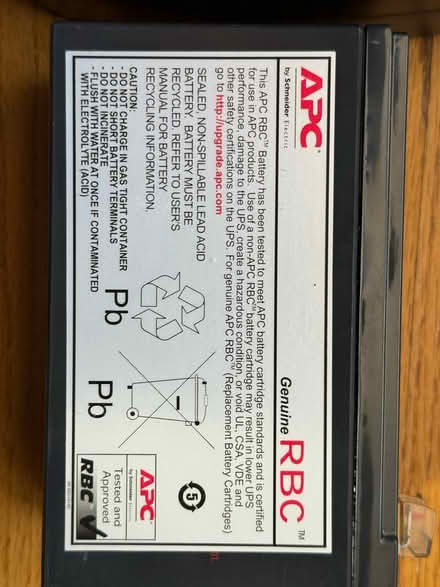 APC
by Schneider Electric
Genuine RBC™
This APC RBC™ Battery has been tested to meet APC battery cartridge standards and is certified
for use in APC products. Use of a non-APC RBC™ battery cartridge may result in lower UPS
performance, damage to the UPS, create a hazardous condition, or void UL, CSA, VDE and
other safety certifications on the UPS. For genuine APC RBC™ (Replacement Battery Cartridges)
go to http://upgrade.apc.com
SEALED, NON-SPILLABLE LEAD ACID
BATTERY. BATTERY MUST BE
RECYCLED. REFER TO USER'S
MANUAL FOR BATTERY
RECYCLING INFORMATION.
CAUTION:
- DO NOT CHARGE IN GAS TIGHT CONTAINER
- DO NOT SHORT BATTERY TERMINALS
- DO NOT INCINERATE
- FLUSH WITH WATER AT ONCE IF CONTAMINATED
WITH ELECTROLYTE (ACID)
Pb
Pb
5
APC
by Schneider Electric
Tested and
Approved
RBC